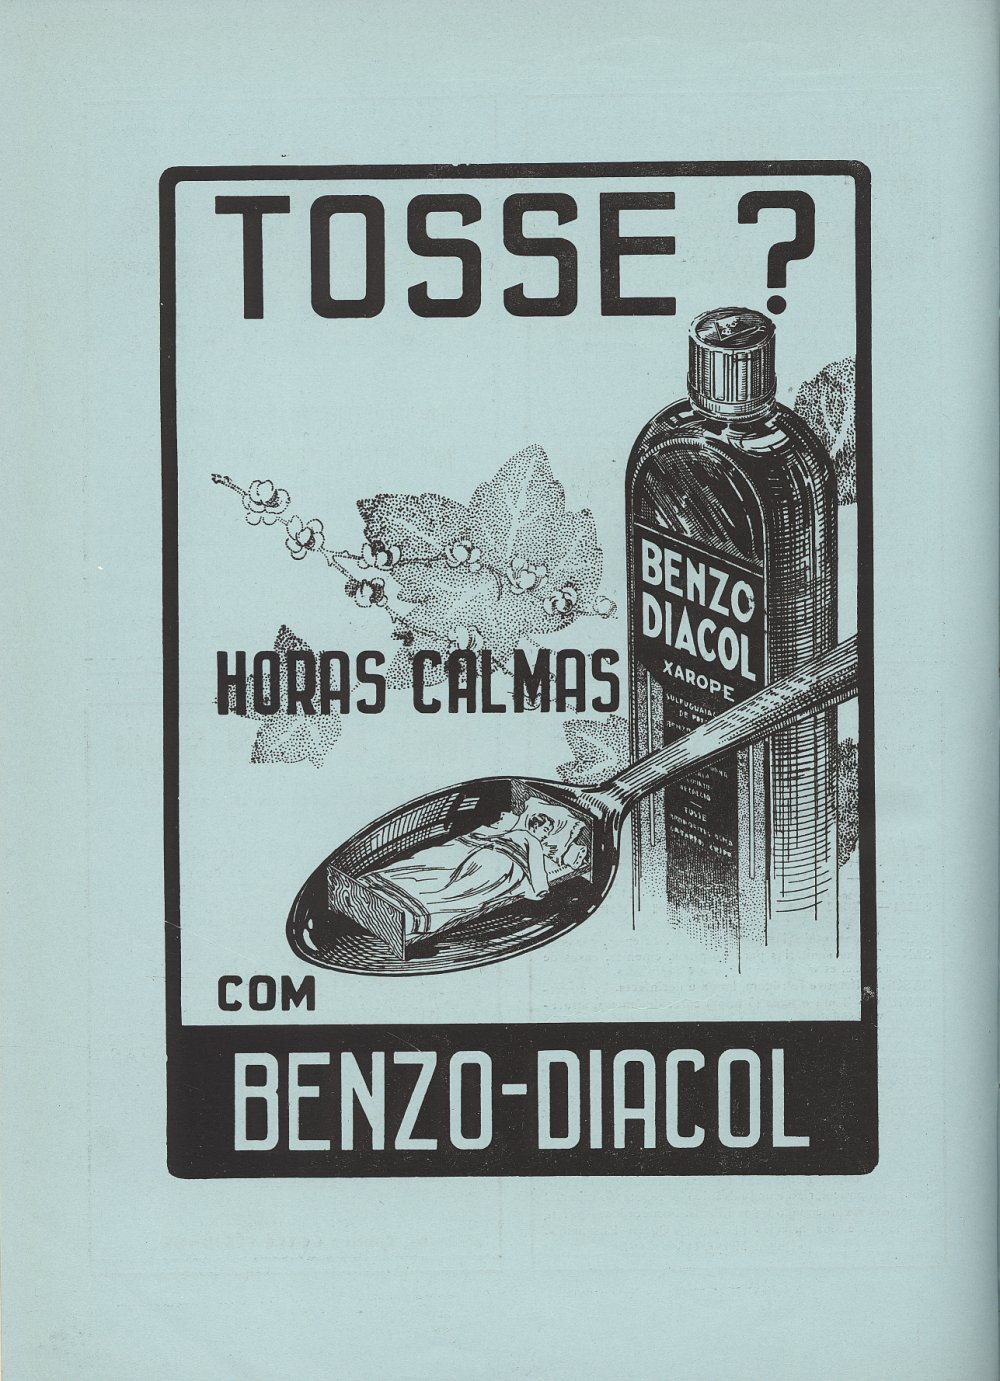 TOSSE ?
BENZO
DIACOL
XAROPE
HORAS CALMAS
COM
BENZO-DIACOL